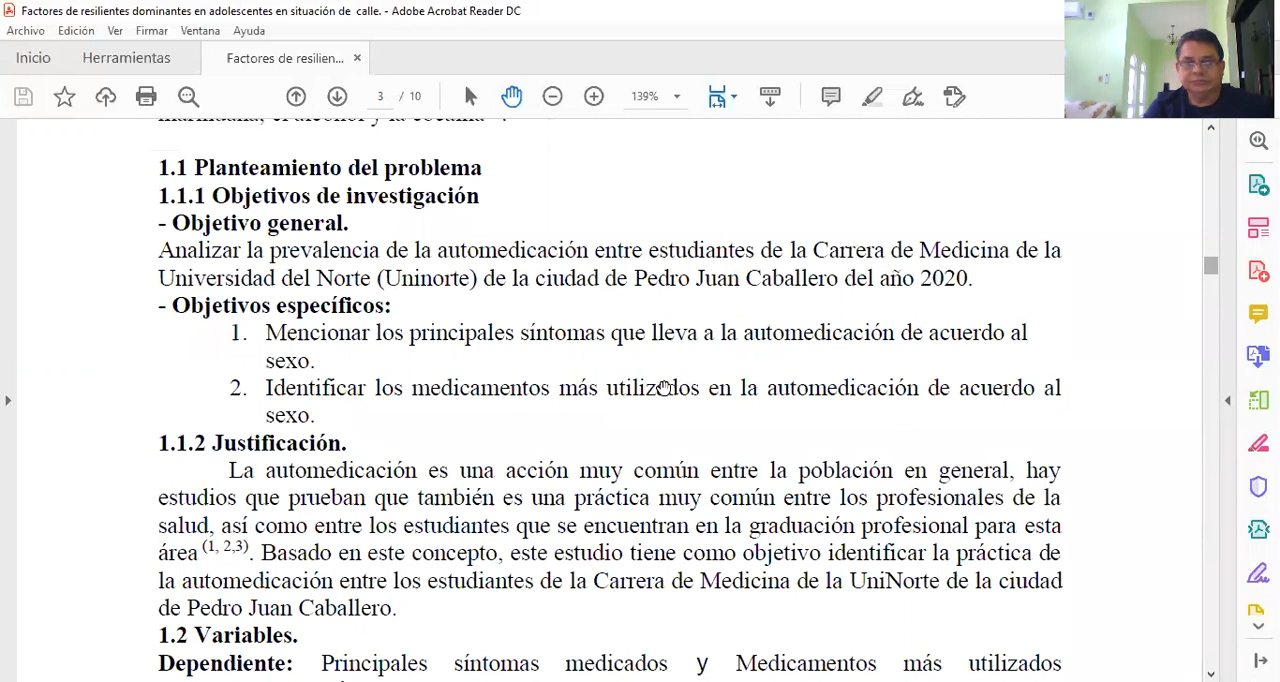 Factores de resilientes dominantes en adolescentes en situación de calle. - Adobe Acrobat Reader DC
Archivo Edición Ver Firmar Ventana Ayuda
Inicio Herramientas Factores de resilien... ×
3 / 10 139%
marihuana, el alcohol y la cocaína
1.1 Planteamiento del problema
1.1.1 Objetivos de investigación
- Objetivo general.
Analizar la prevalencia de la automedicación entre estudiantes de la Carrera de Medicina de la
Universidad del Norte (Uninorte) de la ciudad de Pedro Juan Caballero del año 2020.
- Objetivos específicos:
1. Mencionar los principales síntomas que lleva a la automedicación de acuerdo al
sexo.
2. Identificar los medicamentos más utilizados en la automedicación de acuerdo al
sexo.
1.1.2 Justificación.
La automedicación es una acción muy común entre la población en general, hay
estudios que prueban que también es una práctica muy común entre los profesionales de la
salud, así como entre los estudiantes que se encuentran en la graduación profesional para esta
área (1, 2,3). Basado en este concepto, este estudio tiene como objetivo identificar la práctica de
la automedicación entre los estudiantes de la Carrera de Medicina de la UniNorte de la ciudad
de Pedro Juan Caballero.
1.2 Variables.
Dependiente: Principales síntomas medicados y Medicamentos más utilizados